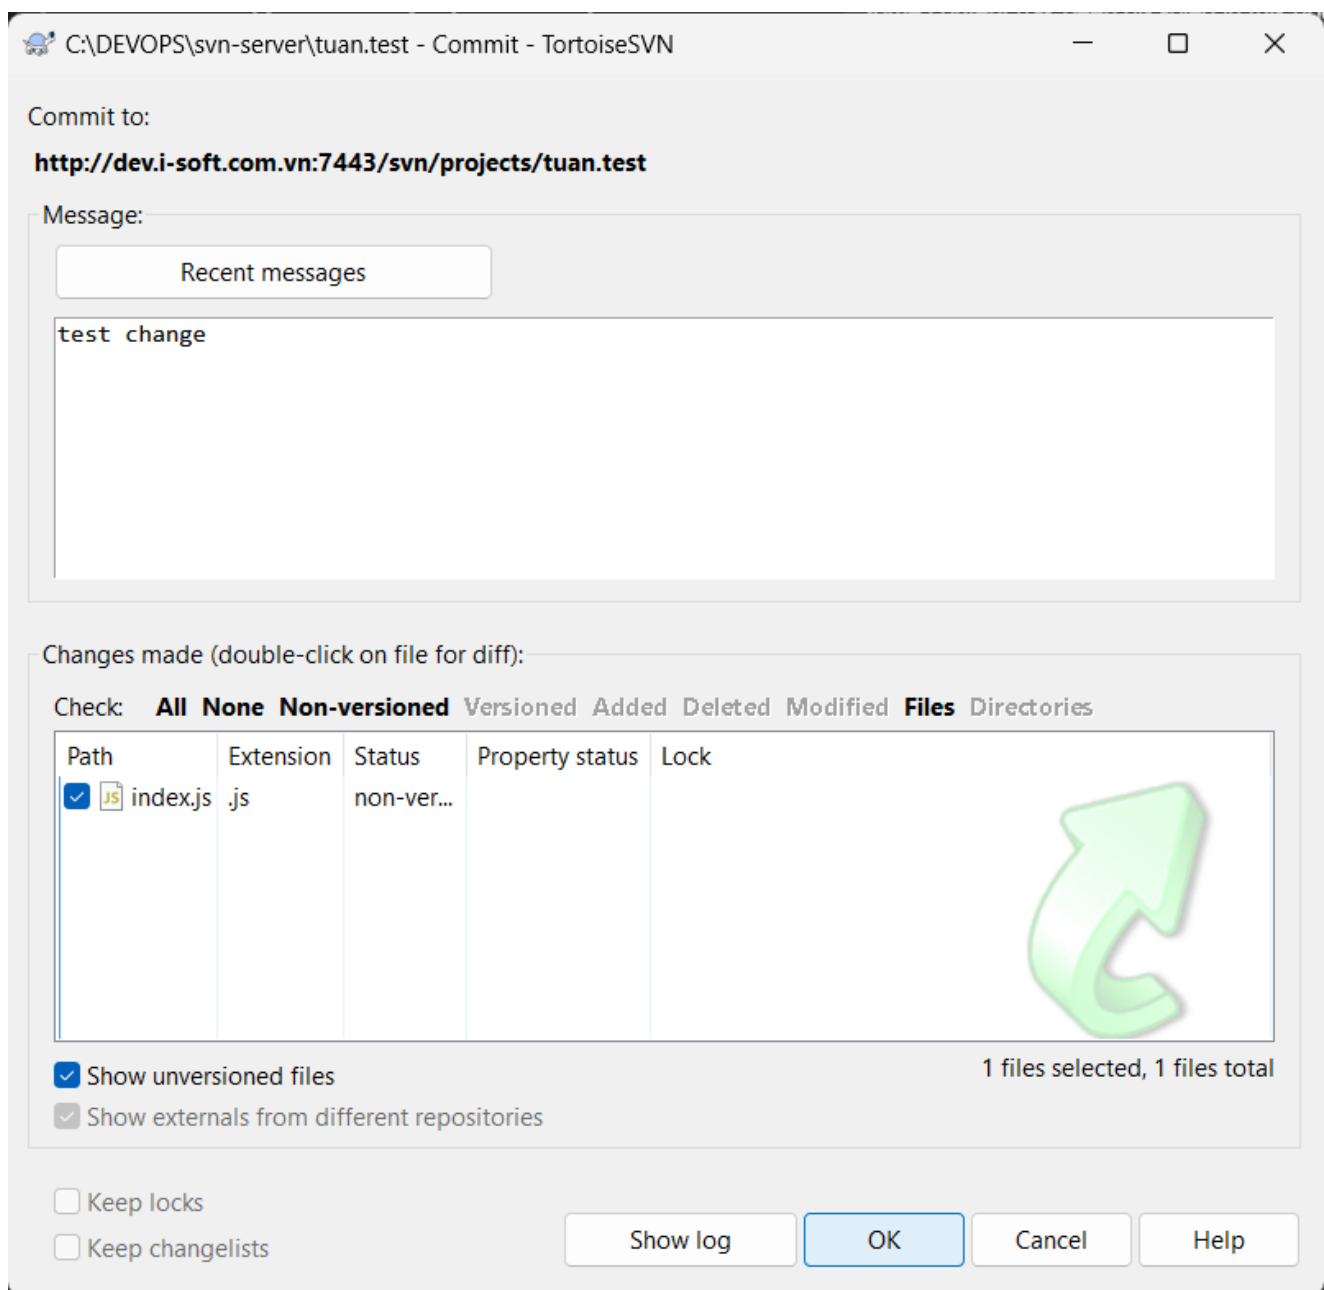 C:\DEVOPS\svn-server\tuan.test - Commit - TortoiseSVN
Commit to:
http://dev.i-soft.com.vn:7443/svn/projects/tuan.test
Message:
Recent messages
test change
Changes made (double-click on file for diff):
Check: All None Non-versioned Versioned Added Deleted Modified Files Directories
Path Extension Status Property status Lock
JS index.js .js non-ver...
Show unversioned files
1 files selected, 1 files total
Show externals from different repositories
Keep locks
Keep changelists
Show log OK Cancel Help